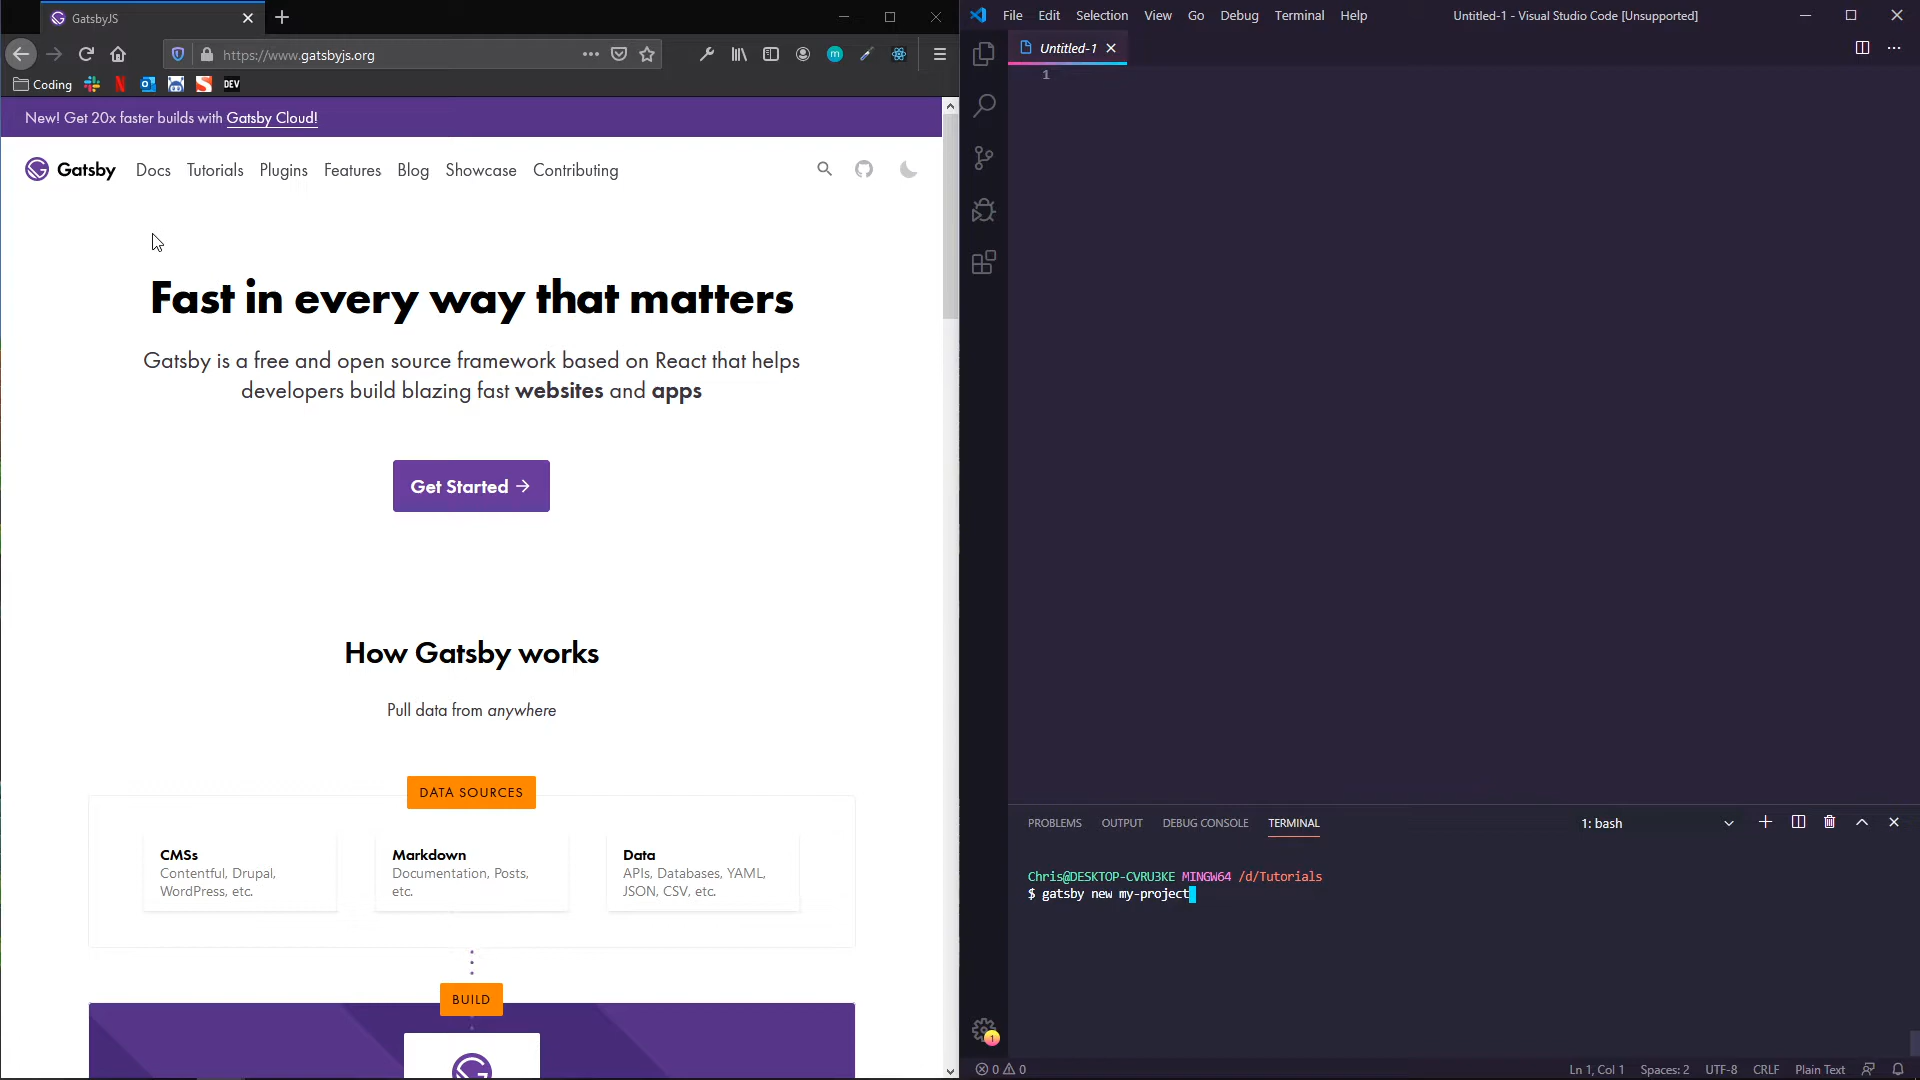 GatsbyJS
https://www.gatsbyjs.org
Coding
DEV
New! Get 20x faster builds with Gatsby Cloud!
Gatsby Docs Tutorials Plugins Features Blog Showcase Contributing
Fast in every way that matters
Gatsby is a free and open source framework based on React that helps
developers build blazing fast websites and apps
Get Started →
How Gatsby works
Pull data from anywhere
DATA SOURCES
CMSs
Contentful, Drupal,
WordPress, etc.
Markdown
Documentation, Posts,
etc.
Data
APIs, Databases, YAML,
JSON, CSV, etc.
BUILD
File Edit Selection View Go Debug Terminal Help
Untitled-1 - Visual Studio Code [Unsupported]
Untitled-1
1
PROBLEMS OUTPUT DEBUG CONSOLE TERMINAL
1: bash
Chris@DESKTOP-CVRU3KE MINGW64 /d/Tutorials
$ gatsby new my-project
1
0 0
Ln 1, Col 1 Spaces: 2 UTF-8 CRLF Plain Text